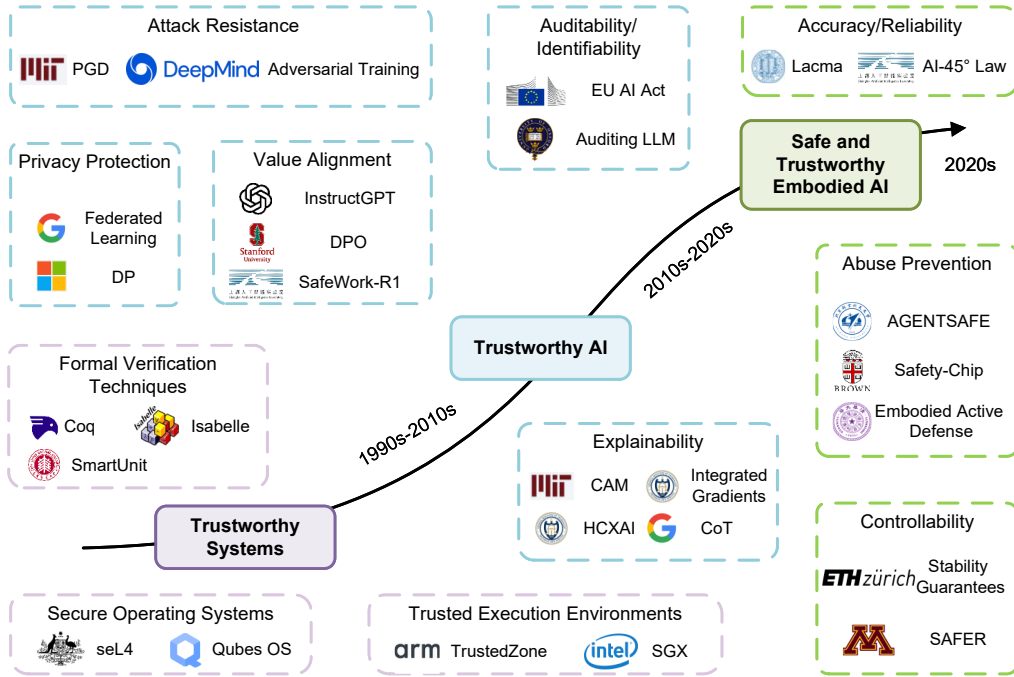 Attack Resistance
MIT
PGD
DeepMind
Adversarial Training
Auditability/
Identifiability
EU AI Act
Auditing LLM
Accuracy/Reliability
Lacma
AI-45° Law
Safe and
Trustworthy
Embodied AI
2020s
Privacy Protection
Federated
Learning
DP
Value Alignment
InstructGPT
Stanford
University
DPO
SafeWork-R1
2010s-2020s
Abuse Prevention
AGENTSAFE
BROWN
Safety-Chip
Embodied Active
Defense
Trustworthy AI
Formal Verification
Techniques
Coq
Isabelle
Isabelle
SmartUnit
1990s-2010s
Explainability
MIT
CAM
Integrated
Gradients
HCXAI
CoT
Trustworthy
Systems
Controllability
ETH zürich
Stability
Guarantees
M
SAFER
Secure Operating Systems
seL4
Qubes OS
Trusted Execution Environments
arm
TrustedZone
intel
SGX